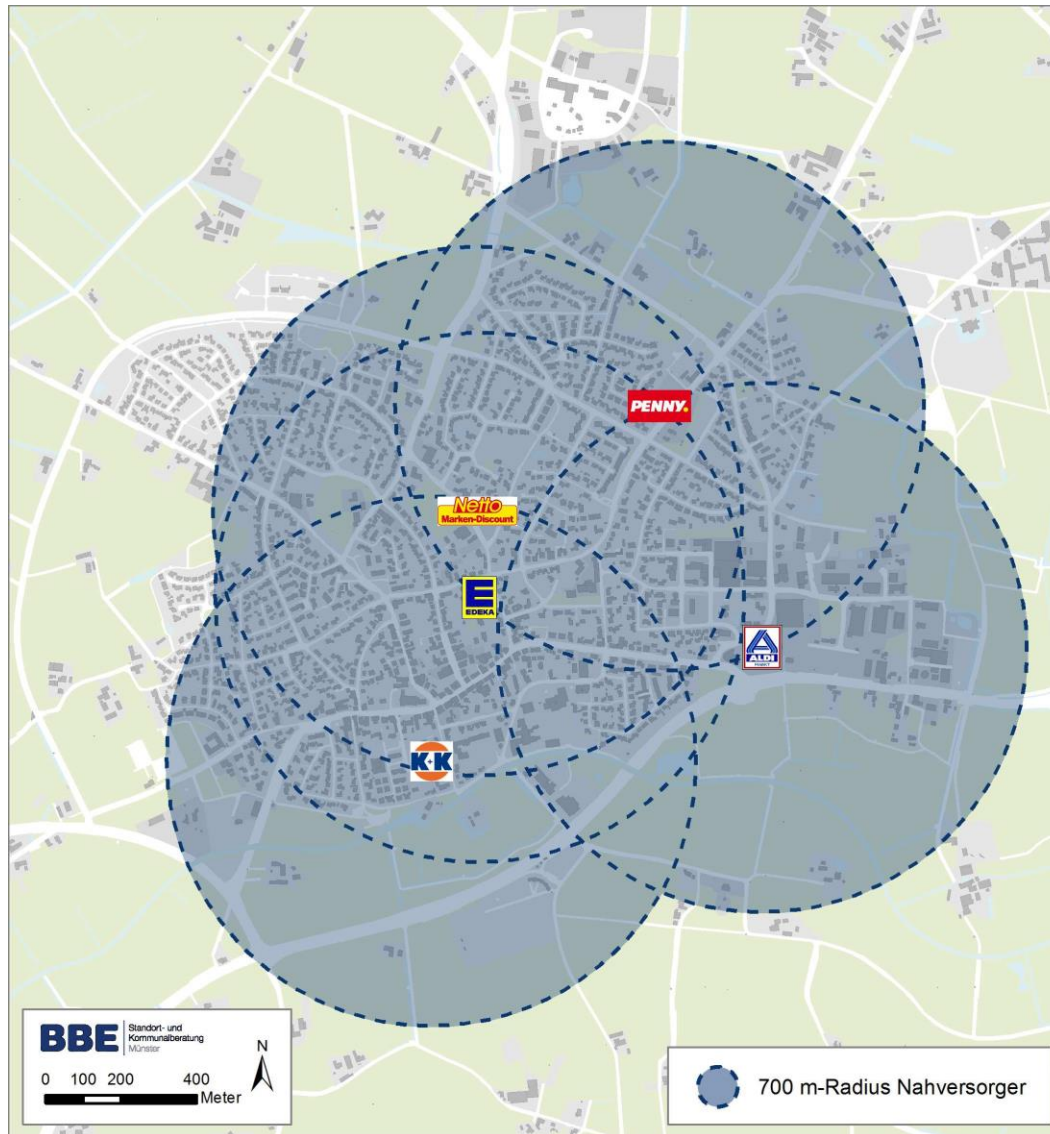 PENNY.
Netto
Marken-Discount
E
EDEKA
ALDI
MARKT
K+K
BBE
Standort- und
Kommunalberatung
Münster
N
0 100 200 400
Meter
700 m-Radius Nahversorger